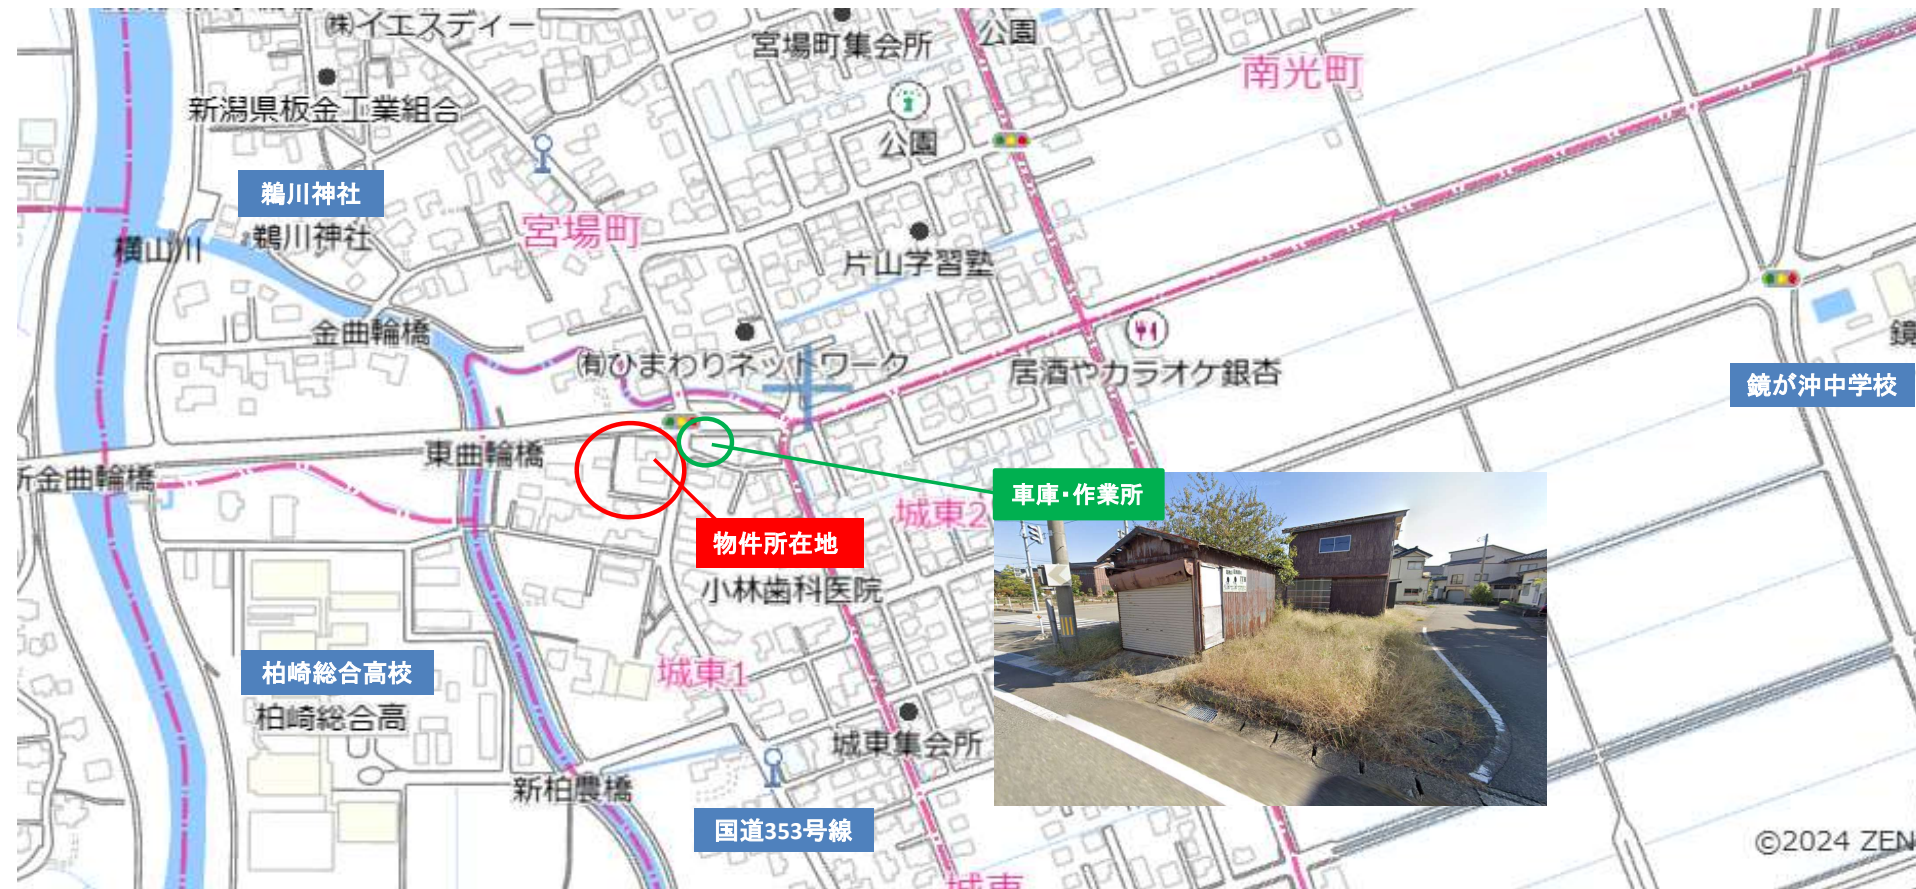 ㈱イエスディー
宮場町集会所
公園
南光町
新潟県板金工業組合
公園
鵜川神社
鵜川神社
宮場町
横山川
片山学習塾
金曲輪橋
㈲ひまわりネットワーク
居酒やカラオケ銀杏
鏡
鏡が沖中学校
東曲輪橋
新金曲輪橋
車庫・作業所
城東2
物件所在地
小林歯科医院
柏崎総合高校
城東1
柏崎総合高
城東集会所
新柏農橋
国道353号線
©2024 ZEN
城東